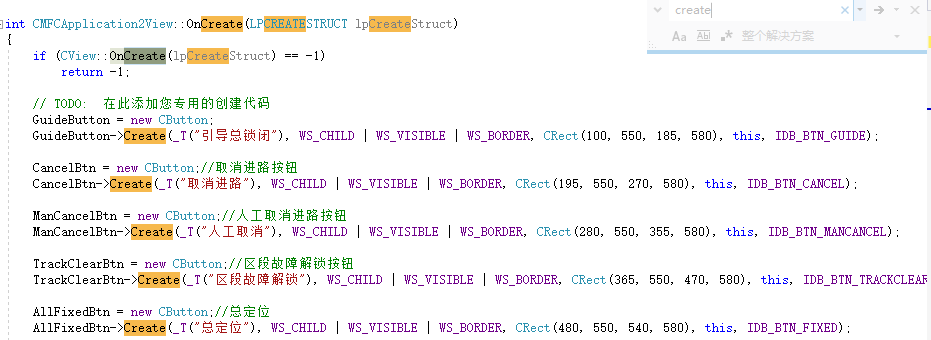 int CMFCApplication2View::OnCreate(LPCREATESTRUCT lpCreateStruct)
create
Aa Ab .* 整个解决方案
{
if (CView::OnCreate(lpCreateStruct) == -1)
return -1;
// TODO: 在此添加您专用的创建代码
GuideButton = new CButton;
GuideButton->Create(_T("引导总锁闭"), WS_CHILD | WS_VISIBLE | WS_BORDER, CRect(100, 550, 185, 580), this, IDB_BTN_GUIDE);
CancelBtn = new CButton;//取消进路按钮
CancelBtn->Create(_T("取消进路"), WS_CHILD | WS_VISIBLE | WS_BORDER, CRect(195, 550, 270, 580), this, IDB_BTN_CANCEL);
ManCancelBtn = new CButton;//人工取消进路按钮
ManCancelBtn->Create(_T("人工取消"), WS_CHILD | WS_VISIBLE | WS_BORDER, CRect(280, 550, 355, 580), this, IDB_BTN_MANCANCEL);
TrackClearBtn = new CButton;//区段故障解锁按钮
TrackClearBtn->Create(_T("区段故障解锁"), WS_CHILD | WS_VISIBLE | WS_BORDER, CRect(365, 550, 470, 580), this, IDB_BTN_TRACKCLEAR
AllFixedBtn = new CButton;//总定位
AllFixedBtn->Create(_T("总定位"), WS_CHILD | WS_VISIBLE | WS_BORDER, CRect(480, 550, 540, 580), this, IDB_BTN_FIXED);